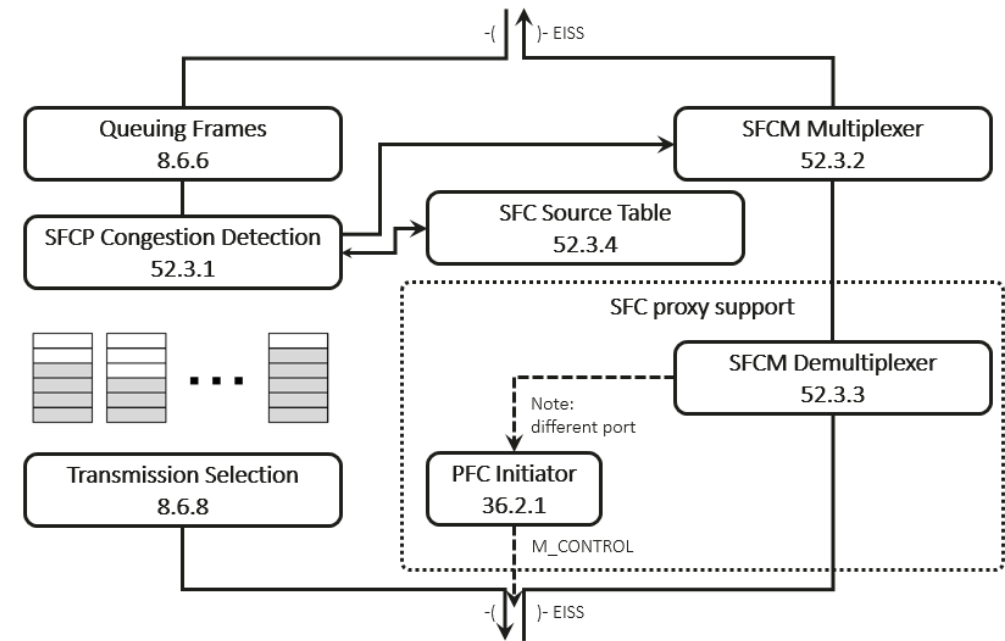 -( )- EISS
Queuing Frames
8.6.6
SFCM Multiplexer
52.3.2
SFCP Congestion Detection
52.3.1
SFC Source Table
52.3.4
SFC proxy support
SFCM Demultiplexer
52.3.3
Note:
different port
Transmission Selection
8.6.8
PFC Initiator
36.2.1
M_CONTROL
-( )- EISS